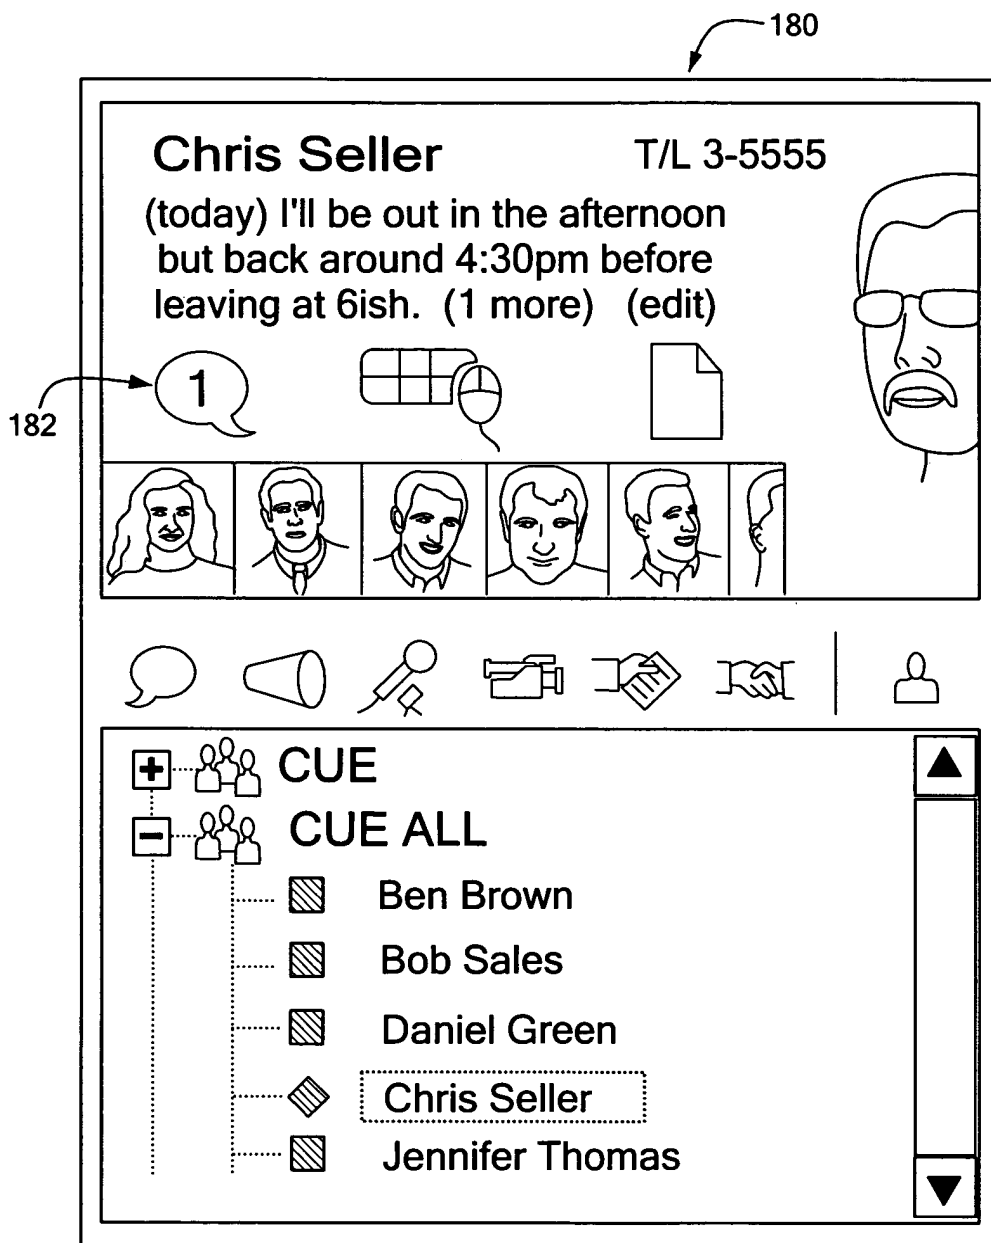 180
Chris Seller T/L 3-5555
(today) I'll be out in the afternoon
but back around 4:30pm before
leaving at 6ish. (1 more) (edit)
1
182
CUE
CUE ALL
Ben Brown
Bob Sales
Daniel Green
Chris Seller
Jennifer Thomas